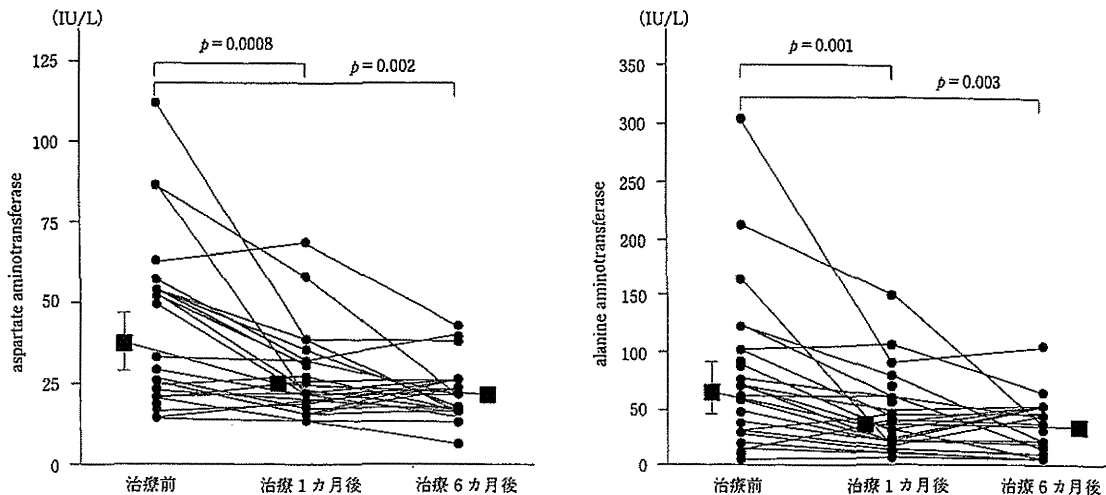 (IU/L)
p=0.0008
p=0.002
125
100
75
50
25
0
aspartate aminotransferase
治療前
治療1カ月後
治療6カ月後
(IU/L)
p=0.001
p=0.003
350
300
250
200
150
100
50
0
alanine aminotransferase
治療前
治療1カ月後
治療6カ月後